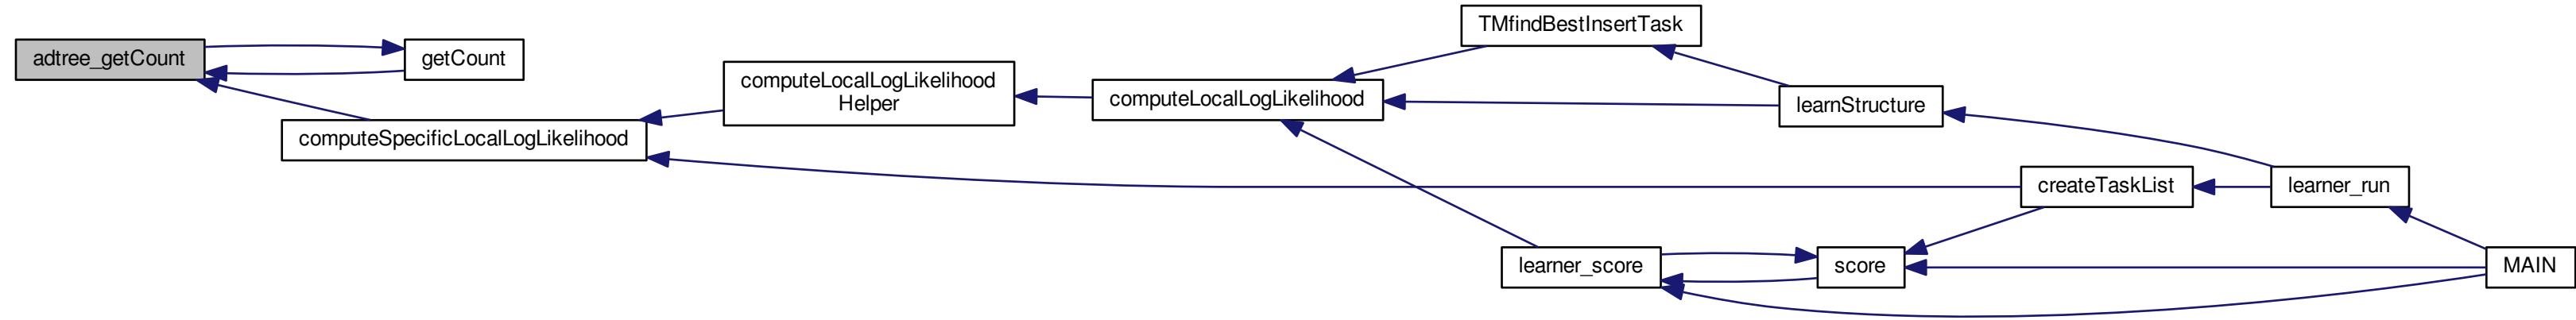 adtree_getCount
getCount
computeSpecificLocalLogLikelihood
computeLocalLogLikelihood
Helper
computeLocalLogLikelihood
TMfindBestInsertTask
learnStructure
learner_score
score
createTaskList
learner_run
MAIN